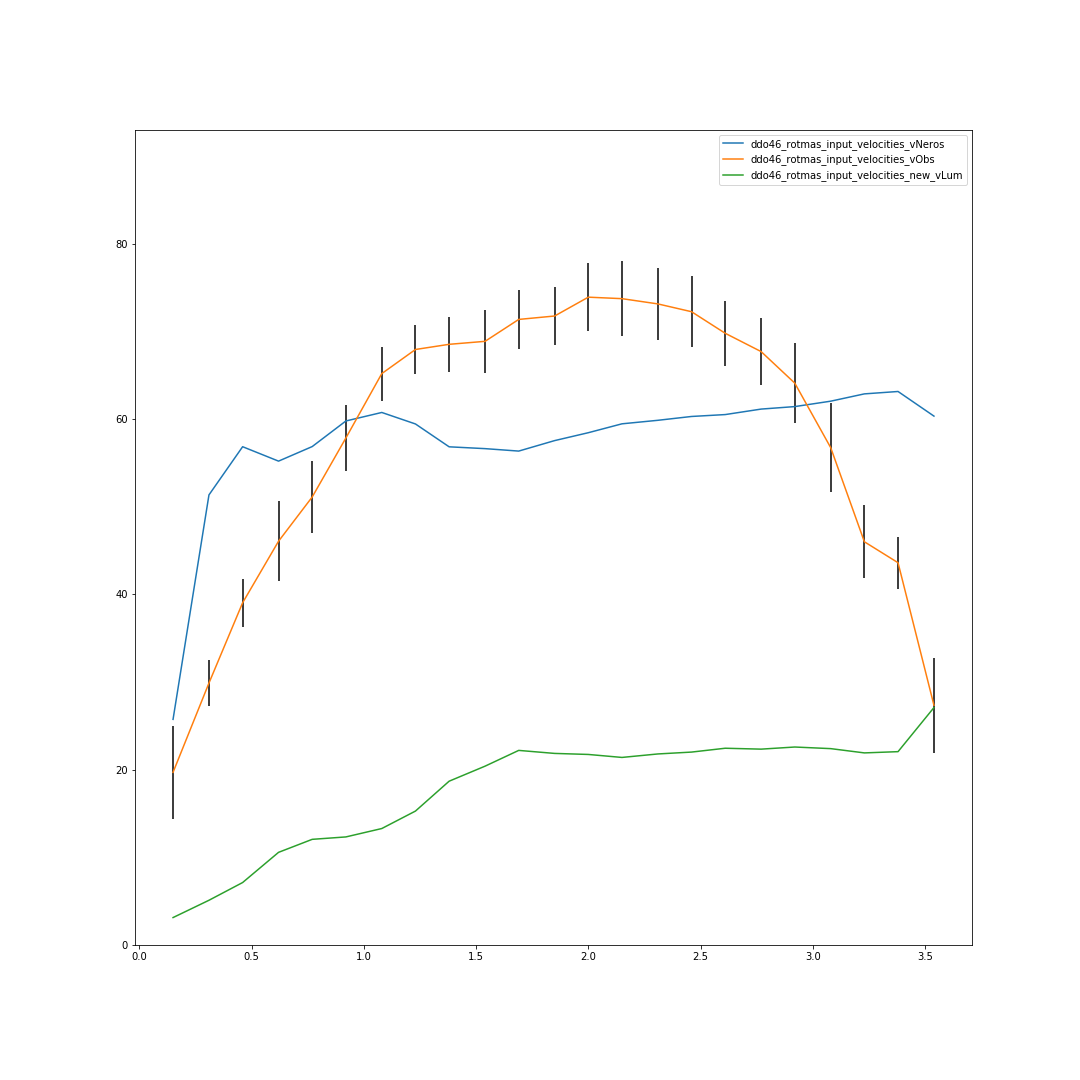 ddo46_rotmas_input_velocities_vNeros
ddo46_rotmas_input_velocities_vObs
ddo46_rotmas_input_velocities_new_vLum
80
60
40
20
0
0.0 0.5 1.0 1.5 2.0 2.5 3.0 3.5